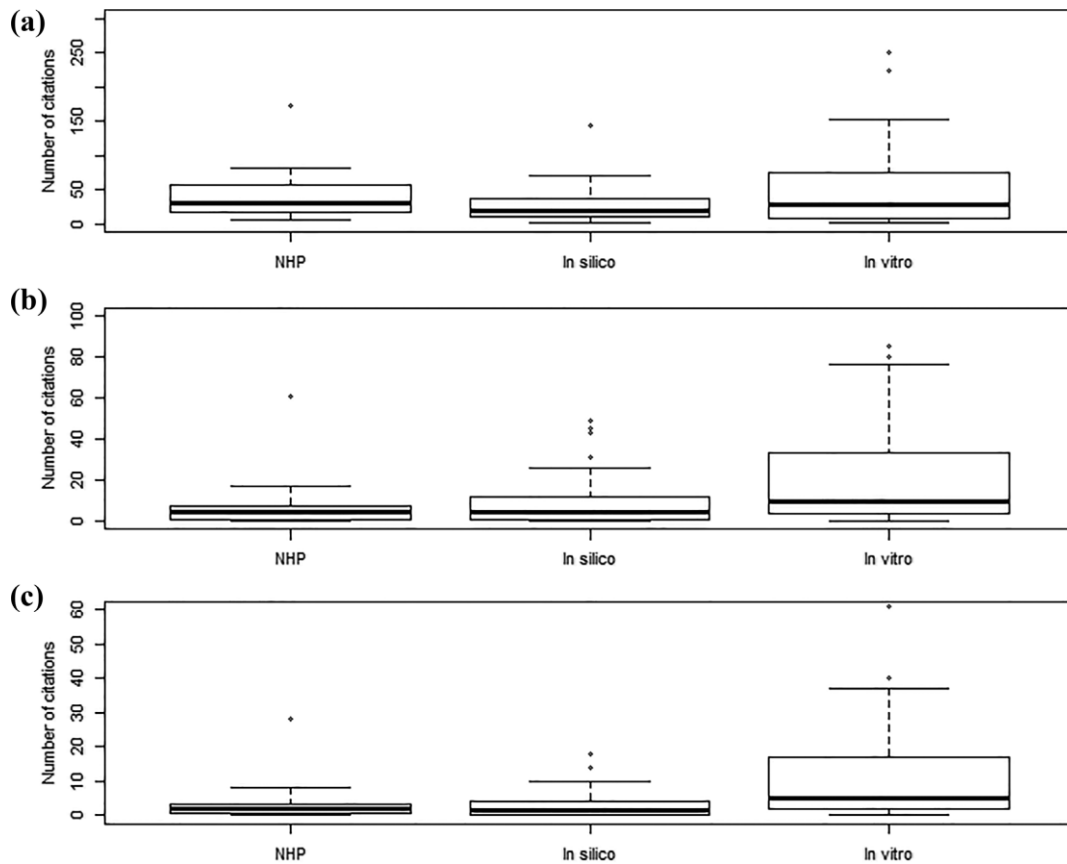 (a)
Number of citations
250
150
50
0
NHP
In silico
In vitro
(b)
Number of citations
100
80
60
40
20
0
NHP
In silico
In vitro
(c)
Number of citations
60
50
40
30
20
10
0
NHP
In silico
In vitro